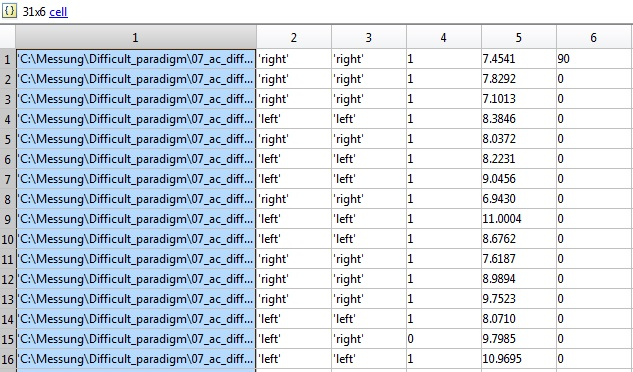 {} 31x6 cell
1 2 3 4 5 6
1 'C:\Messung\Difficult_paradigm\07_ac_diff... 'right' 'right' 1 7.4541 90
2 'C:\Messung\Difficult_paradigm\07_ac_diff... 'right' 'right' 1 7.8292 0
3 'C:\Messung\Difficult_paradigm\07_ac_diff... 'right' 'right' 1 7.1013 0
4 'C:\Messung\Difficult_paradigm\07_ac_diff... 'left' 'left' 1 8.3846 0
5 'C:\Messung\Difficult_paradigm\07_ac_diff... 'right' 'right' 1 8.0372 0
6 'C:\Messung\Difficult_paradigm\07_ac_diff... 'left' 'left' 1 8.2231 0
7 'C:\Messung\Difficult_paradigm\07_ac_diff... 'left' 'left' 1 9.0456 0
8 'C:\Messung\Difficult_paradigm\07_ac_diff... 'right' 'right' 1 6.9430 0
9 'C:\Messung\Difficult_paradigm\07_ac_diff... 'left' 'left' 1 11.0004 0
10 'C:\Messung\Difficult_paradigm\07_ac_diff... 'left' 'left' 1 8.6762 0
11 'C:\Messung\Difficult_paradigm\07_ac_diff... 'right' 'right' 1 7.6187 0
12 'C:\Messung\Difficult_paradigm\07_ac_diff... 'right' 'right' 1 8.9894 0
13 'C:\Messung\Difficult_paradigm\07_ac_diff... 'right' 'right' 1 9.7523 0
14 'C:\Messung\Difficult_paradigm\07_ac_diff... 'left' 'left' 1 8.0710 0
15 'C:\Messung\Difficult_paradigm\07_ac_diff... 'left' 'right' 0 9.7985 0
16 'C:\Messung\Difficult_paradigm\07_ac_diff... 'left' 'left' 1 10.9695 0